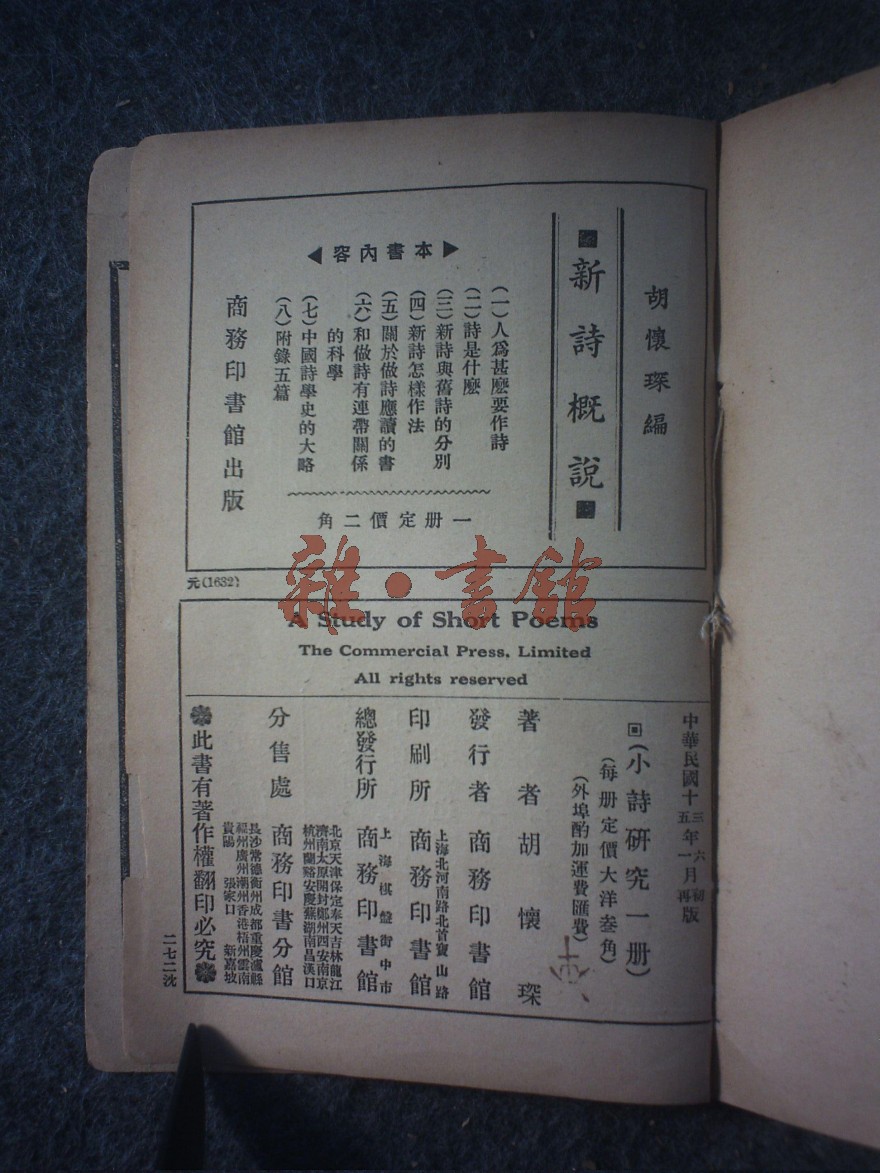 胡懷琛編
新詩概說
本書內容
(一)人爲甚麼要作詩
(二)詩是什麼
(三)新詩與舊詩的分別
(四)新詩怎樣作法
(五)關於做詩應讀的書
(六)和做詩有連帶關係
的科學
(七)中國詩學史的大略
(八)附錄五篇
一册定價二角
商務印書館出版
元(1632)
雜·書館
A Study of Short Poems
The Commercial Press, Limited
All rights reserved
中華民國十三年六月初版
五 一 再
(小詩研究一册)
(每册定價大洋叁角)
(外埠酌加運費匯費)
著者 胡懷琛
發行者 商務印書館
印刷所 上海北河南路北首寶山路 商務印書館
總發行所 上海棋盤街中市 商務印書館
分售處 商務印書分館
北京天津保定奉天吉林龍江
濟南太原開封鄭州西安南京
杭州蘭谿安慶蕪湖南昌漢口
長沙常德衡州成都重慶瀘縣
福州廣州潮州香港梧州雲南
貴陽 張家口 新嘉坡
此書有著作權翻印必究
二七二沈